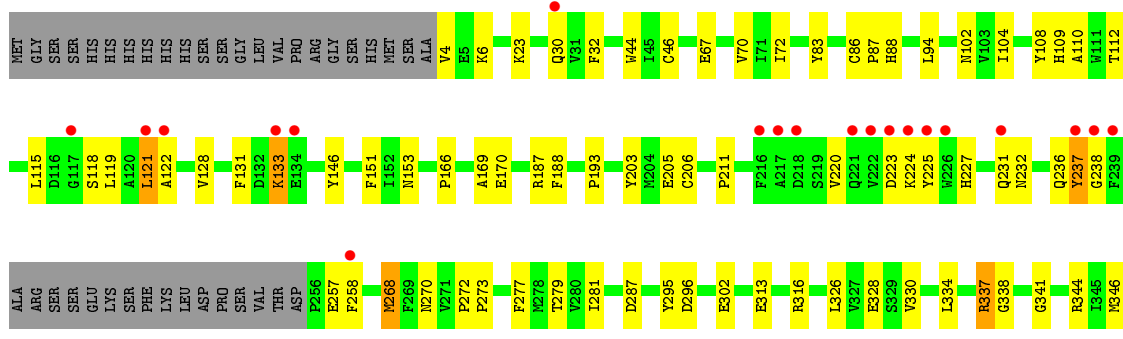 MET GLY SER SER HIS HIS HIS HIS HIS HIS SER SER GLY LEU VAL PRO ARG GLY SER HIS MET SER ALA V4 E5 K6 K23 Q30 V31 F32 W44 I45 C46 E67 V70 I71 I72 Y83 C86 P87 H88 L94 N102 V103 I104 Y108 H109 A110 W111 T112
L115 D116 G117 S118 L119 A120 L121 A122 V128 F131 D132 K133 E134 Y146 F151 I152 N153 P166 A169 E170 R187 F188 P193 Y203 M204 E205 C206 P211 F216 A217 D218 S219 V220 Q221 V222 D223 K224 Y225 W226 H227 Q231 N232 Q236 Y237 G238 F239
ALA ARG SER SER GLU LYS SER PHE LYS LEU ASP PRO SER VAL THR ASP P256 E257 F258 M268 F269 N270 V271 P272 P273 F277 M278 T279 V280 I281 D287 Y295 D296 E302 E313 R316 L326 V327 E328 S329 V330 L334 R337 G338 G341 R344 I345 M346